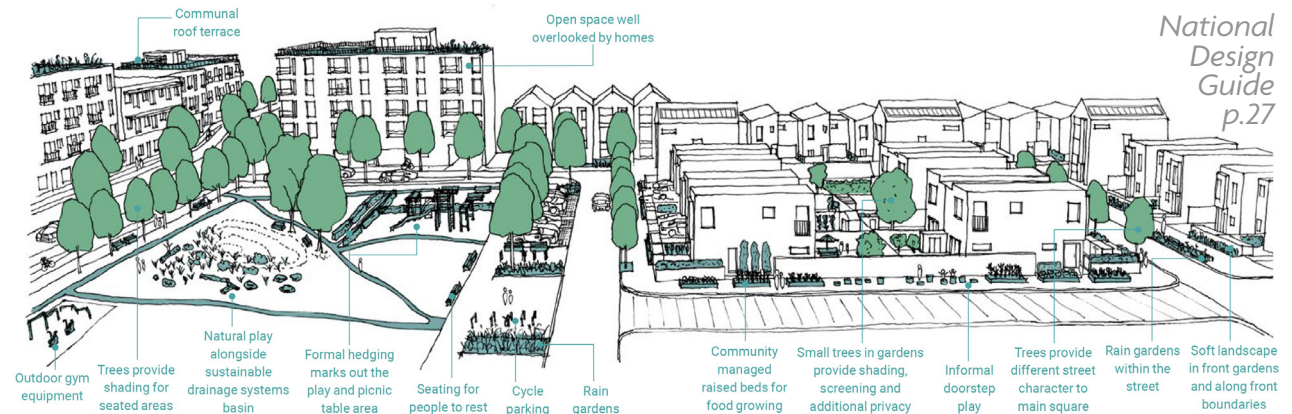 Communal
roof terrace
Open space well
overlooked by homes
National
Design
Guide
p.27
Outdoor gym
equipment
Trees provide
shading for
seated areas
Natural play
alongside
sustainable
drainage systems
basin
Formal hedging
marks out the
play and picnic
table area
Seating for
people to rest
Cycle
parking
Rain
gardens
Community
managed
raised beds for
food growing
Small trees in gardens
provide shading,
screening and
additional privacy
Informal
doorstep
play
Trees provide
different street
character to
main square
Rain gardens
within the
street
Soft landscape
in front gardens
and along front
boundaries